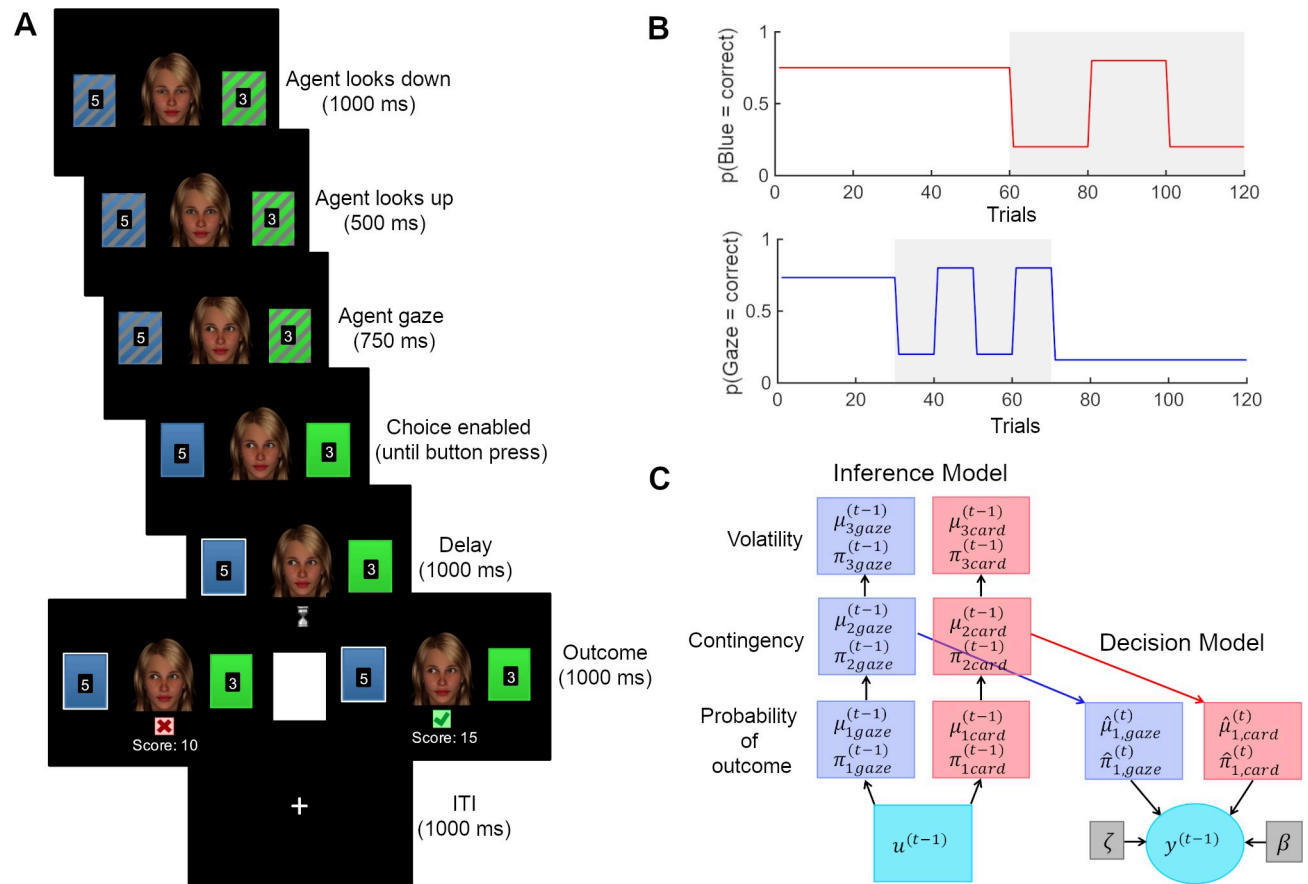 A
5
3
Agent looks down
(1000 ms)
5
3
Agent looks up
(500 ms)
5
3
Agent gaze
(750 ms)
5
3
Choice enabled
(until button press)
5
3
Delay
(1000 ms)
5
3
Score: 10
5
3
Score: 15
Outcome
(1000 ms)
+
ITI
(1000 ms)
B
p(Blue = correct)
1
0.5
0
20
40
60
80
100
120
Trials
p(Gaze = correct)
1
0.5
0
0
20
40
60
80
100
120
Trials
C
Inference Model
Volatility
μ_{3gaze}^{(t−1)}
π_{3gaze}^{(t−1)}
μ_{3card}^{(t−1)}
π_{3card}^{(t−1)}
Contingency
μ_{2gaze}^{(t−1)}
π_{2gaze}^{(t−1)}
μ_{2card}^{(t−1)}
π_{2card}^{(t−1)}
Probability
of
outcome
μ_{1gaze}^{(t−1)}
π_{1gaze}^{(t−1)}
μ_{1card}^{(t−1)}
π_{1card}^{(t−1)}
u^{(t−1)}
Decision Model
μ̂_{1,gaze}^{(t)}
π̂_{1,gaze}^{(t)}
μ̂_{1,card}^{(t)}
π̂_{1,card}^{(t)}
ζ
y^{(t−1)}
β